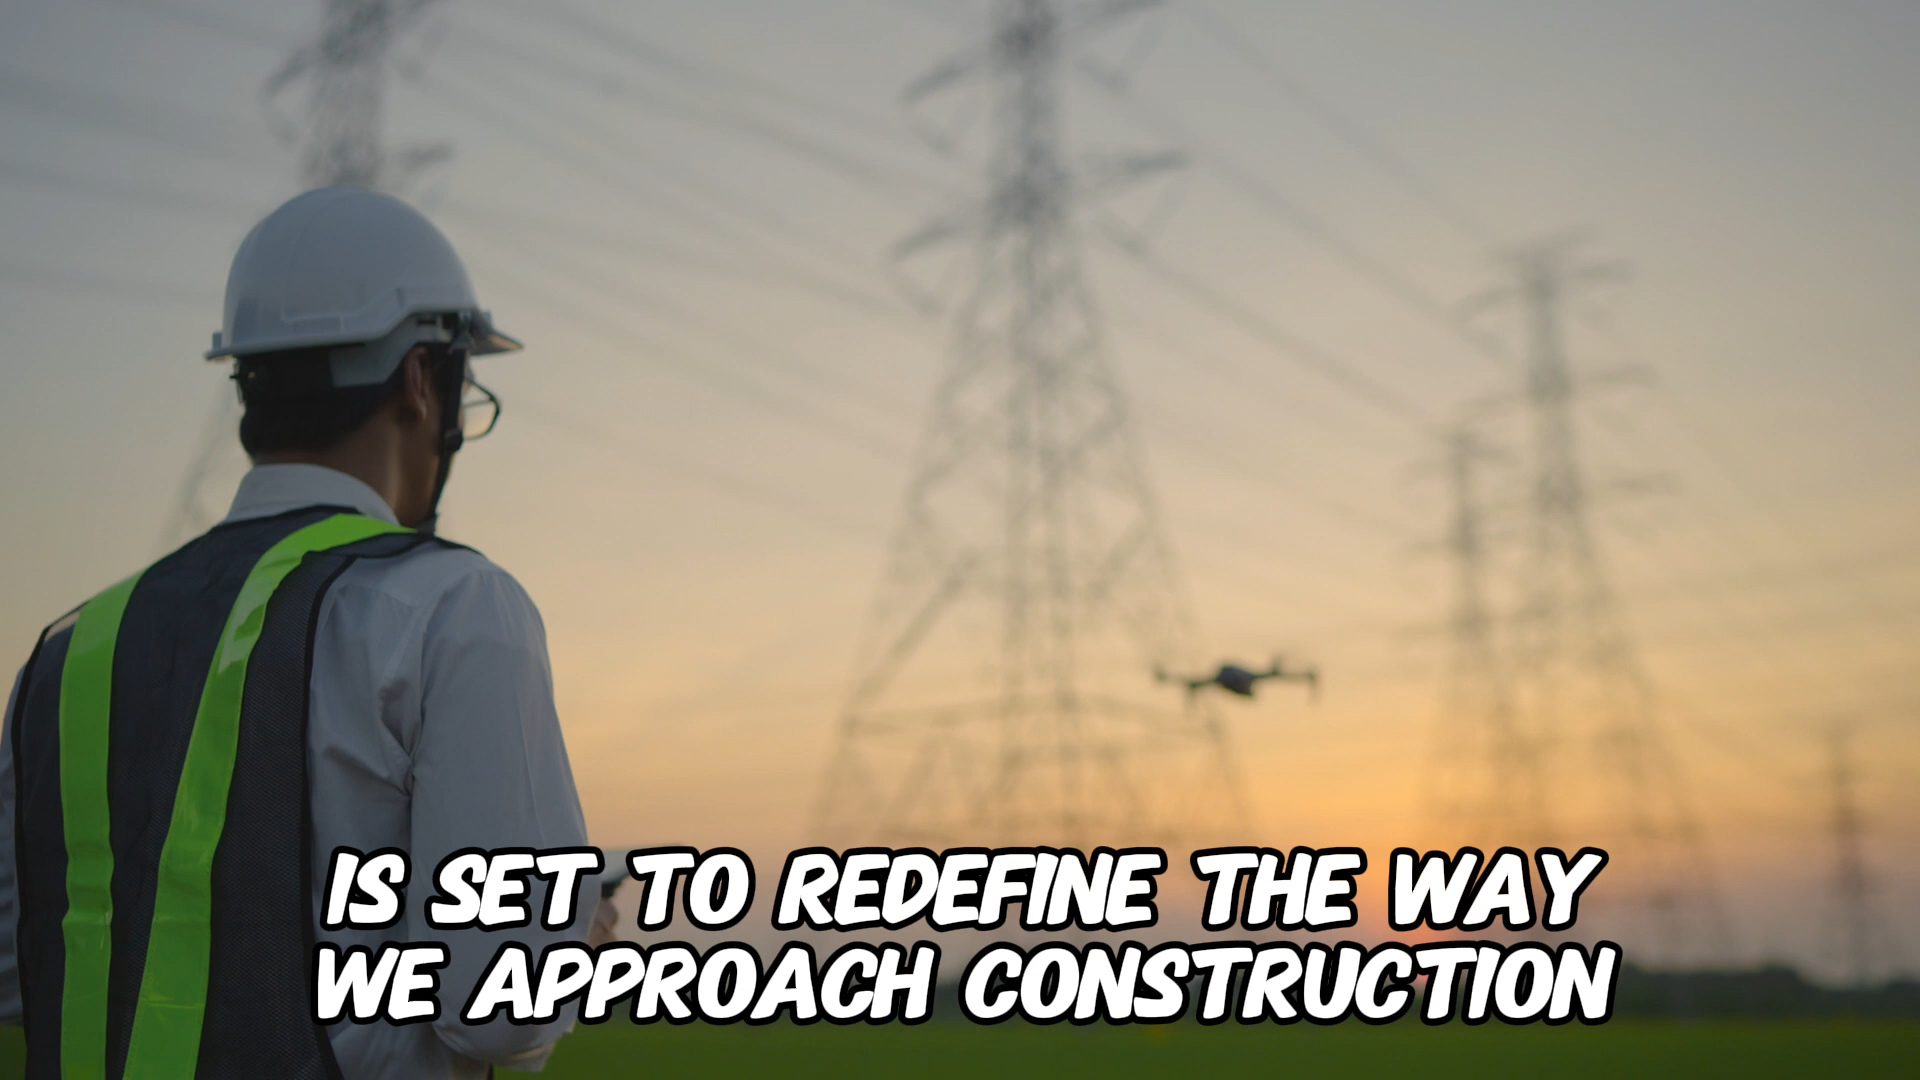 IS SET TO REDEFINE THE WAY
WE APPROACH CONSTRUCTION